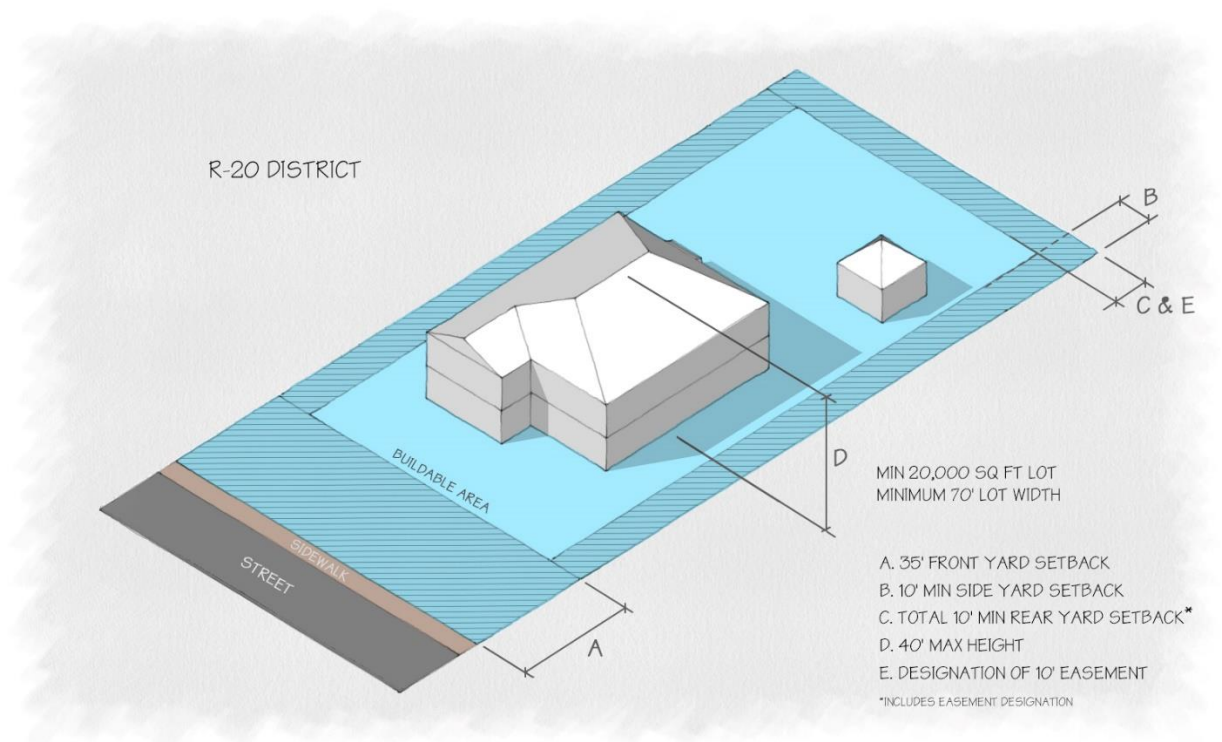 R-20 DISTRICT
B
C & E
D
BUILDABLE AREA
SIDEWALK
STREET
A
MIN 20,000 SQ FT LOT
MINIMUM 70' LOT WIDTH
A. 35' FRONT YARD SETBACK
B. 10' MIN SIDE YARD SETBACK
C. TOTAL 10' MIN REAR YARD SETBACK*
D. 40' MAX HEIGHT
E. DESIGNATION OF 10' EASEMENT
*INCLUDES EASEMENT DESIGNATION